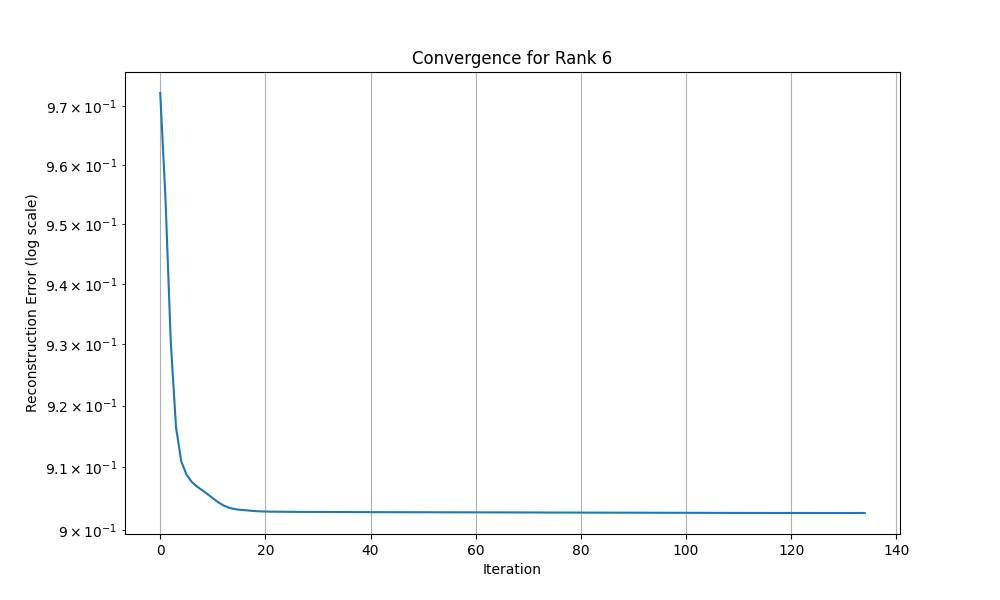 Convergence for Rank 6
Reconstruction Error (log scale)
9.7 × 10⁻¹
9.6 × 10⁻¹
9.5 × 10⁻¹
9.4 × 10⁻¹
9.3 × 10⁻¹
9.2 × 10⁻¹
9.1 × 10⁻¹
9 × 10⁻¹
0 20 40 60 80 100 120 140
Iteration